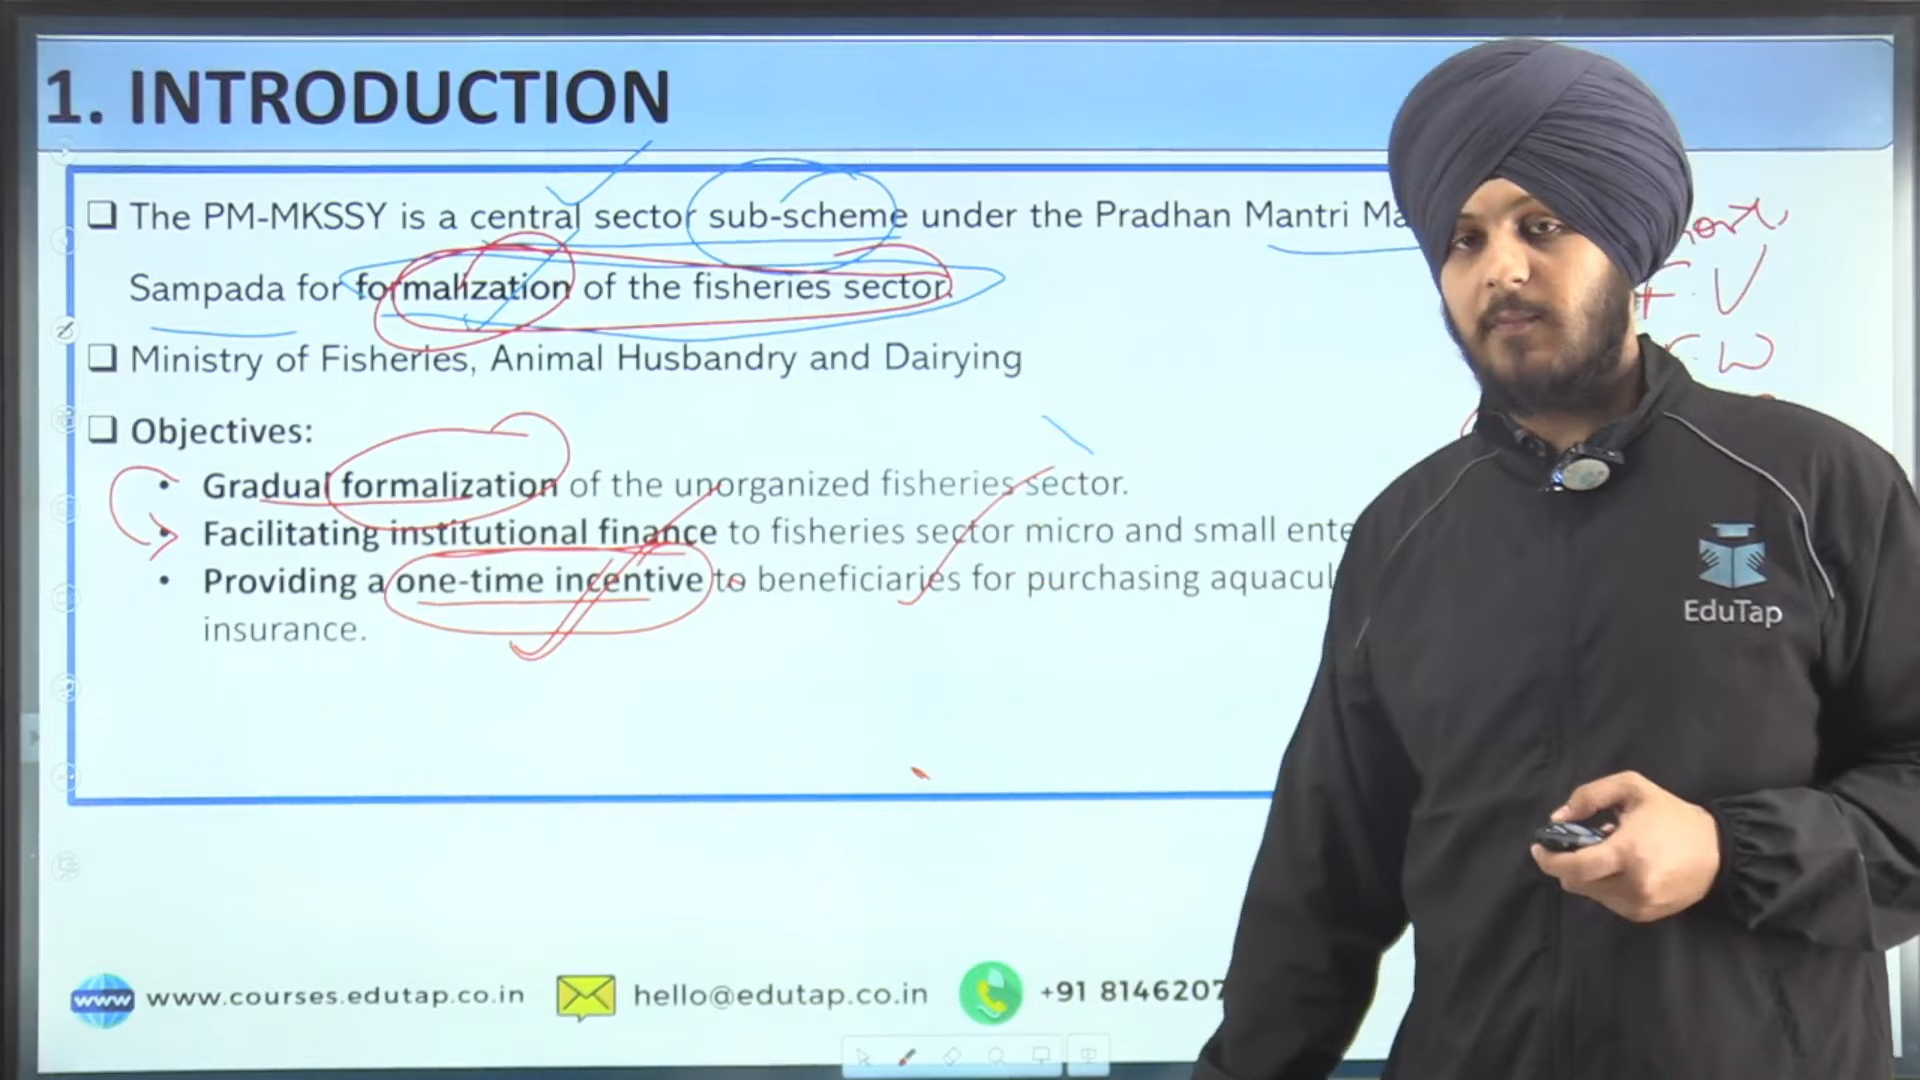 1. INTRODUCTION
The PM-MKSSY is a central sector sub-scheme under the Pradhan Mantri Ma
Sampada for formalization of the fisheries sector.
Ministry of Fisheries, Animal Husbandry and Dairying
Objectives:
• Gradual formalization of the unorganized fisheries sector.
• Facilitating institutional finance to fisheries sector micro and small ente
• Providing a one-time incentive to beneficiaries for purchasing aquacul
insurance.
EduTap
www www.courses.edutap.co.in hello@edutap.co.in +91 8146207